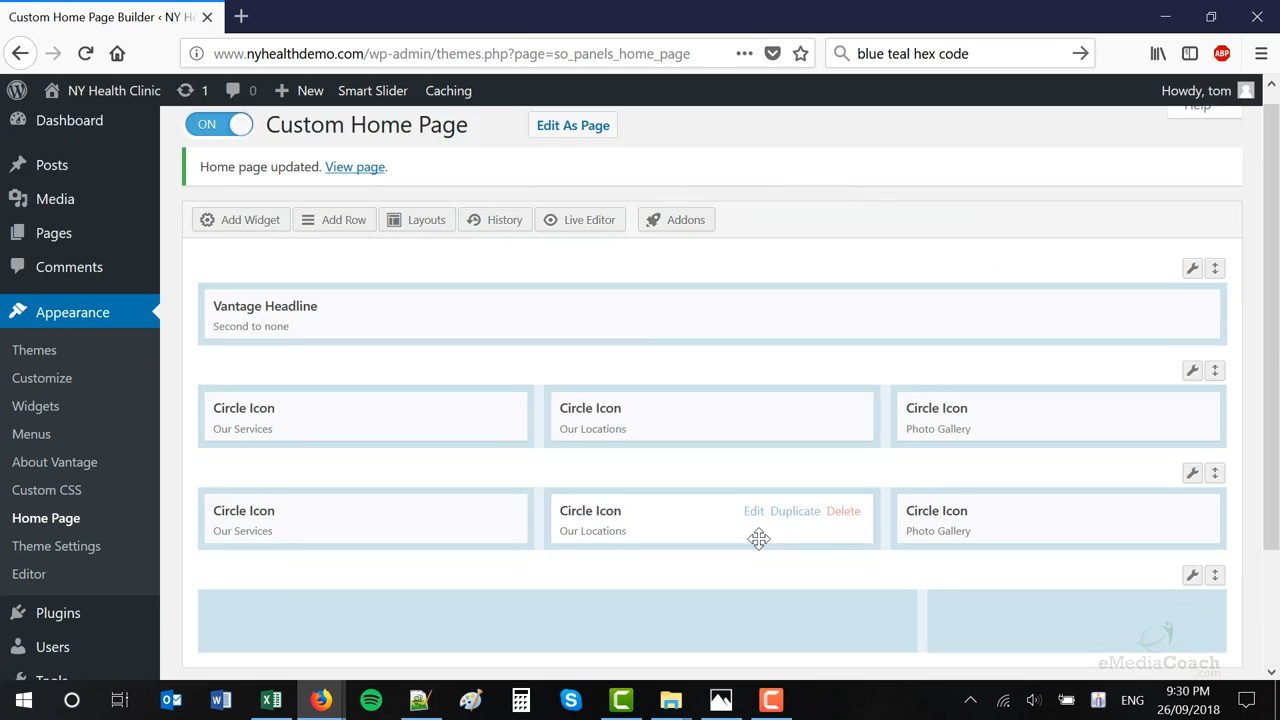 Custom Home Page Builder ‹ NY H
www.nyhealthdemo.com/wp-admin/themes.php?page=so_panels_home_page
blue teal hex code
ABP
NY Health Clinic
1
0
New
Smart Slider
Caching
Howdy, tom
Help
Dashboard
ON
Custom Home Page
Edit As Page
Home page updated. View page.
Posts
Media
Pages
Comments
Appearance
Themes
Customize
Widgets
Menus
About Vantage
Custom CSS
Home Page
Theme Settings
Editor
Plugins
Users
Tools
Add Widget
Add Row
Layouts
History
Live Editor
Addons
Vantage Headline
Second to none
Circle Icon
Our Services
Circle Icon
Our Locations
Circle Icon
Photo Gallery
Circle Icon
Our Services
Circle Icon
Edit Duplicate Delete
Our Locations
Circle Icon
Photo Gallery
eMediaCoach
ENG
9:30 PM
26/09/2018